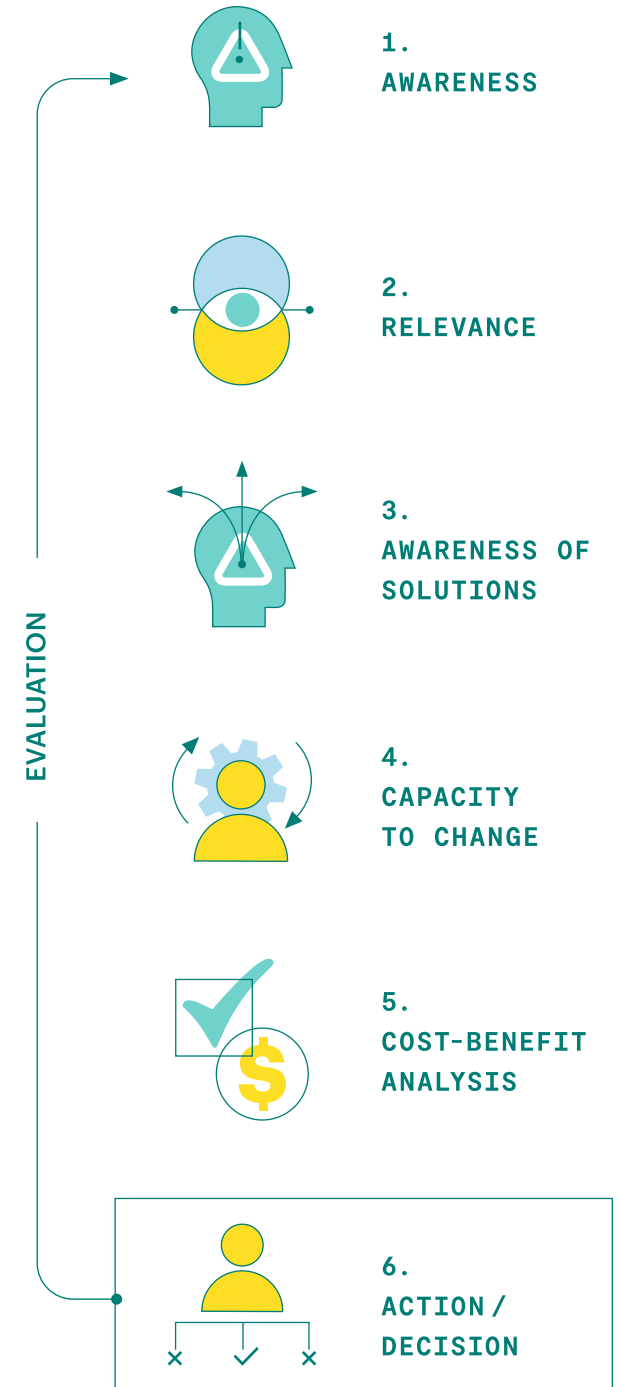 1.
AWARENESS
2.
RELEVANCE
3.
AWARENESS OF
SOLUTIONS
EVALUATION
4.
CAPACITY
TO CHANGE
5.
COST-BENEFIT
ANALYSIS
$
6.
ACTION/
DECISION